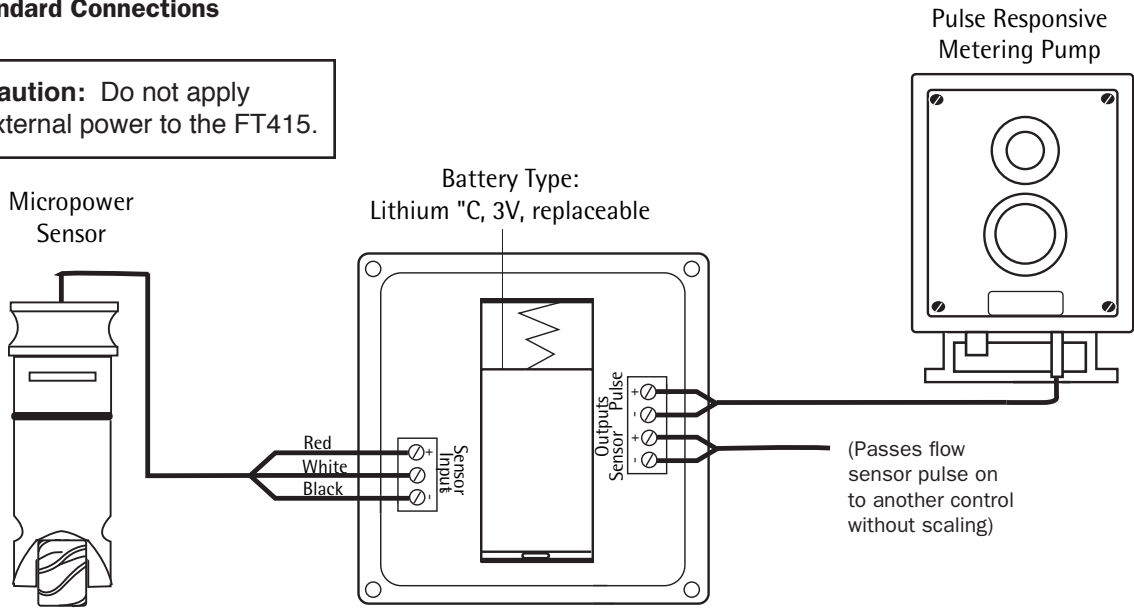 ndard Connections
Pulse Responsive
Metering Pump
aution: Do not apply
xternal power to the FT415.
Micropower
Sensor
Battery Type:
Lithium "C, 3V, replaceable
Red
White
Black
+
-
Sensor
Input
Outputs
Sensor Pulse
+
-
+
-
(Passes flow
sensor pulse on
to another control
without scaling)